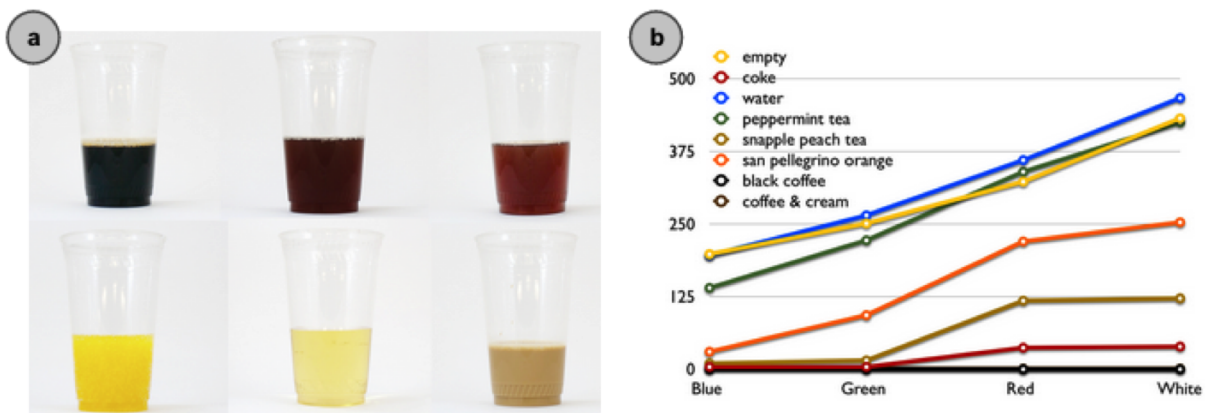 a
b
empty
500
coke
water
peppermint tea
snapple peach tea
375
san pellegrino orange
black coffee
coffee & cream
250
125
0
Blue Green Red White